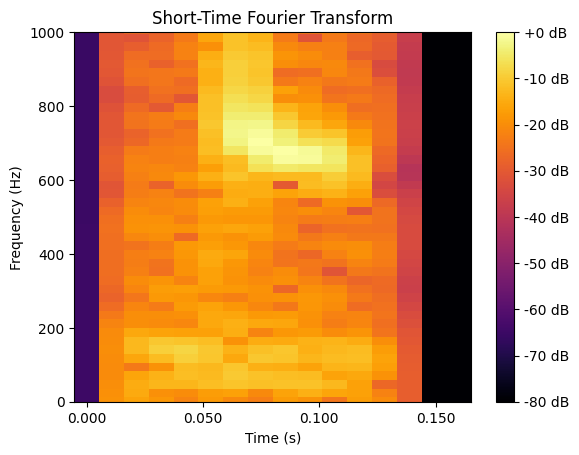 Short-Time Fourier Transform
Frequency (Hz)
1000
800
600
400
200
0
0.000
0.050
0.100
0.150
Time (s)
+0 dB
-10 dB
-20 dB
-30 dB
-40 dB
-50 dB
-60 dB
-70 dB
-80 dB